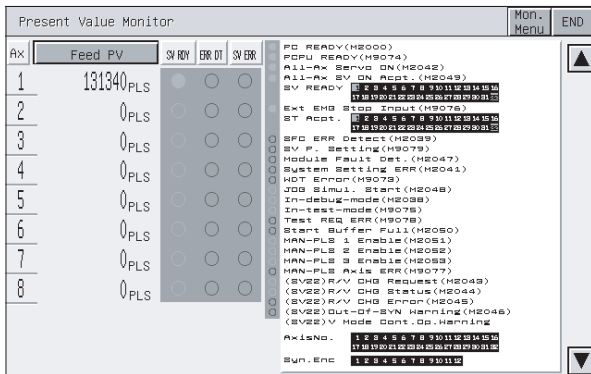 Present Value Monitor
Mon. Menu
END
Ax Feed PV SV RDY ERR DT SV ERR
1 131340PLS
2 0PLS
3 0PLS
4 0PLS
5 0PLS
6 0PLS
7 0PLS
8 0PLS
PC READY(M2000)
PCPU READY(M9074)
All-Ax Servo ON(M2042)
All-Ax SV ON Acpt.(M2049)
SV READY 1 2 3 4 5 6 7 8 9 10 11 12 13 14 15 16
17 18 19 20 21 22 23 24 25 26 27 28 29 30 31 32
Ext EMG Stop Input(M9076)
ST Acpt. 1 2 3 4 5 6 7 8 9 10 11 12 13 14 15 16
17 18 19 20 21 22 23 24 25 26 27 28 29 30 31 32
SFC ERR Detect(M2039)
SV P. Setting(M9079)
Module Fault Det.(M2047)
System Setting ERR(M2041)
WDT Error(M9073)
JOG Simul. Start(M2048)
In-debug-mode(M2038)
In-test-mode(M9075)
Test REQ ERR(M9078)
Start Buffer Full(M2050)
MAN-PLS 1 Enable(M2051)
MAN-PLS 2 Enable(M2052)
MAN-PLS 3 Enable(M2053)
MAN-PLS Axis ERR(M9077)
(SV22)R/V CHG Request(M2043)
(SV22)R/V CHG Status(M2044)
(SV22)R/V CHG Error(M2045)
(SV22)Out-Of-SYN Warning(M2046)
(SV22)V Mode Cont.Op.Warning
AxisNo. 1 2 3 4 5 6 7 8 9 10 11 12 13 14 15 16
17 18 19 20 21 22 23 24 25 26 27 28 29 30 31 32
Syn.Enc 1 2 3 4 5 6 7 8 9 10 11 12